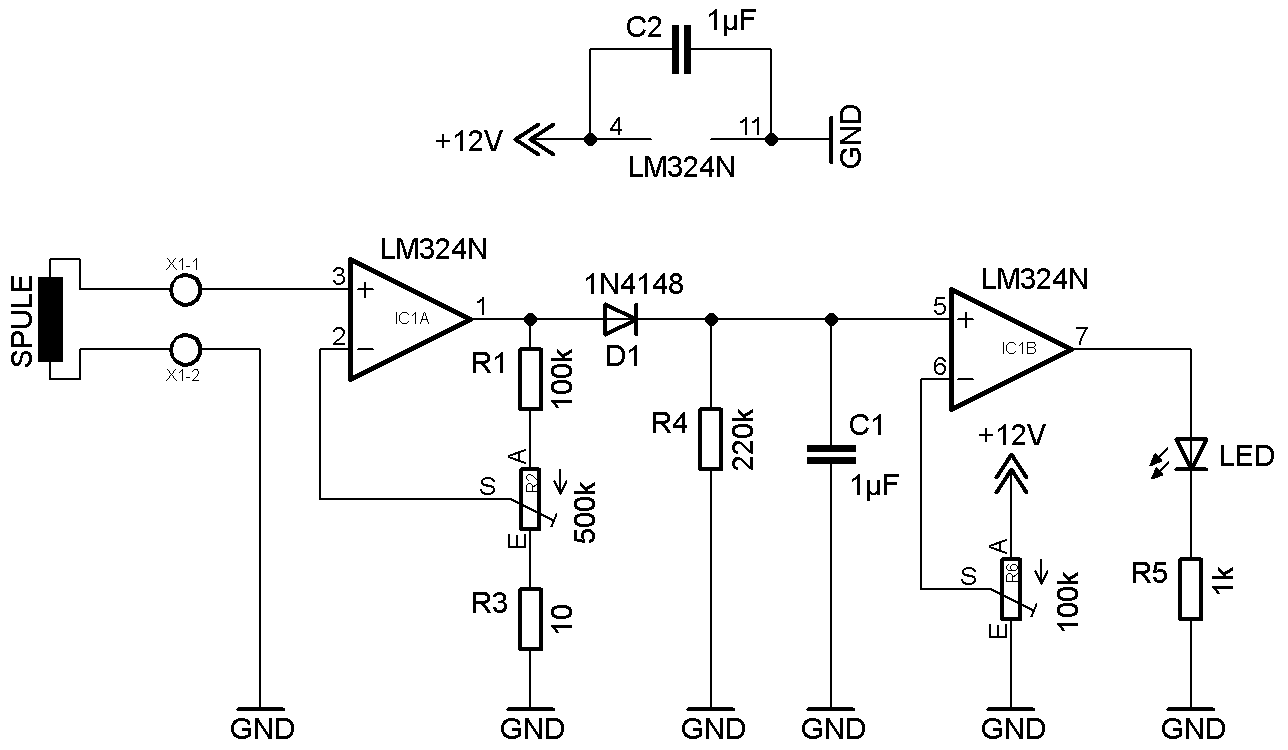 C2 1µF
+12V 4 11 GND
LM324N
SPULE
X1-1
X1-2
LM324N
3
2
+
−
IC1A
1
1N4148
D1
R1 100k
A
S R2 500k
E
R3 10
R4 220k
C1
1µF
LM324N
5
6
+
−
IC1B
7
+12V
A
S R6 100k
E
LED
R5 1k
GND GND GND GND GND GND